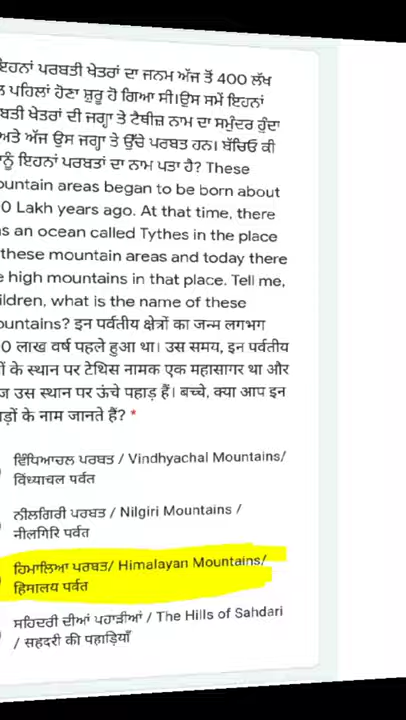 ਇਹਨਾਂ ਪਰਬਤੀ ਖੇਤਰਾਂ ਦਾ ਜਨਮ ਅੱਜ ਤੋਂ 400 ਲੱਖ
ਪਹਿਲਾਂ ਹੋਣਾ ਸ਼ੁਰੂ ਹੋ ਗਿਆ ਸੀ।ਉਸ ਸਮੇਂ ਇਹਨਾਂ
ਖੇਤਰਾਂ ਦੀ ਜਗ੍ਹਾ ਤੇ ਟੈਥੀਜ਼ ਨਾਮ ਦਾ ਸਮੁੰਦਰ ਹੁੰਦਾ
ਅਤੇ ਅੱਜ ਉਸ ਜਗ੍ਹਾ ਤੇ ਉੱਚੇ ਪਰਬਤ ਹਨ। ਬੱਚਿਓ ਕੀ
ਇਹਨਾਂ ਪਰਬਤਾਂ ਦਾ ਨਾਮ ਪਤਾ ਹੈ? These
ountain areas began to be born about
0 Lakh years ago. At that time, there
s an ocean called Tythes in the place
these mountain areas and today there
e high mountains in that place. Tell me,
ildren, what is the name of these
ountains? इन पर्वतीय क्षेत्रों का जन्म लगभग
0 लाख वर्ष पहले हुआ था। उस समय, इन पर्वतीय
के स्थान पर टेथिस नामक एक महासागर था और
उस स्थान पर ऊंचे पहाड़ हैं। बच्चे, क्या आप इन
के नाम जानते हैं? *
ਵਿੰਧਿਆਚਲ ਪਰਬਤ / Vindhyachal Mountains/
विंध्याचल पर्वत
ਨੀਲਗਿਰੀ ਪਰਬਤ / Nilgiri Mountains /
नीलगिरि पर्वत
ਹਿਮਾਲਿਆ ਪਰਬਤ/ Himalayan Mountains/
हिमालय पर्वत
ਸਹਿਦਰੀ ਦੀਆਂ ਪਹਾੜੀਆਂ / The Hills of Sahdari
/ सहदरी की पहाड़ियाँ